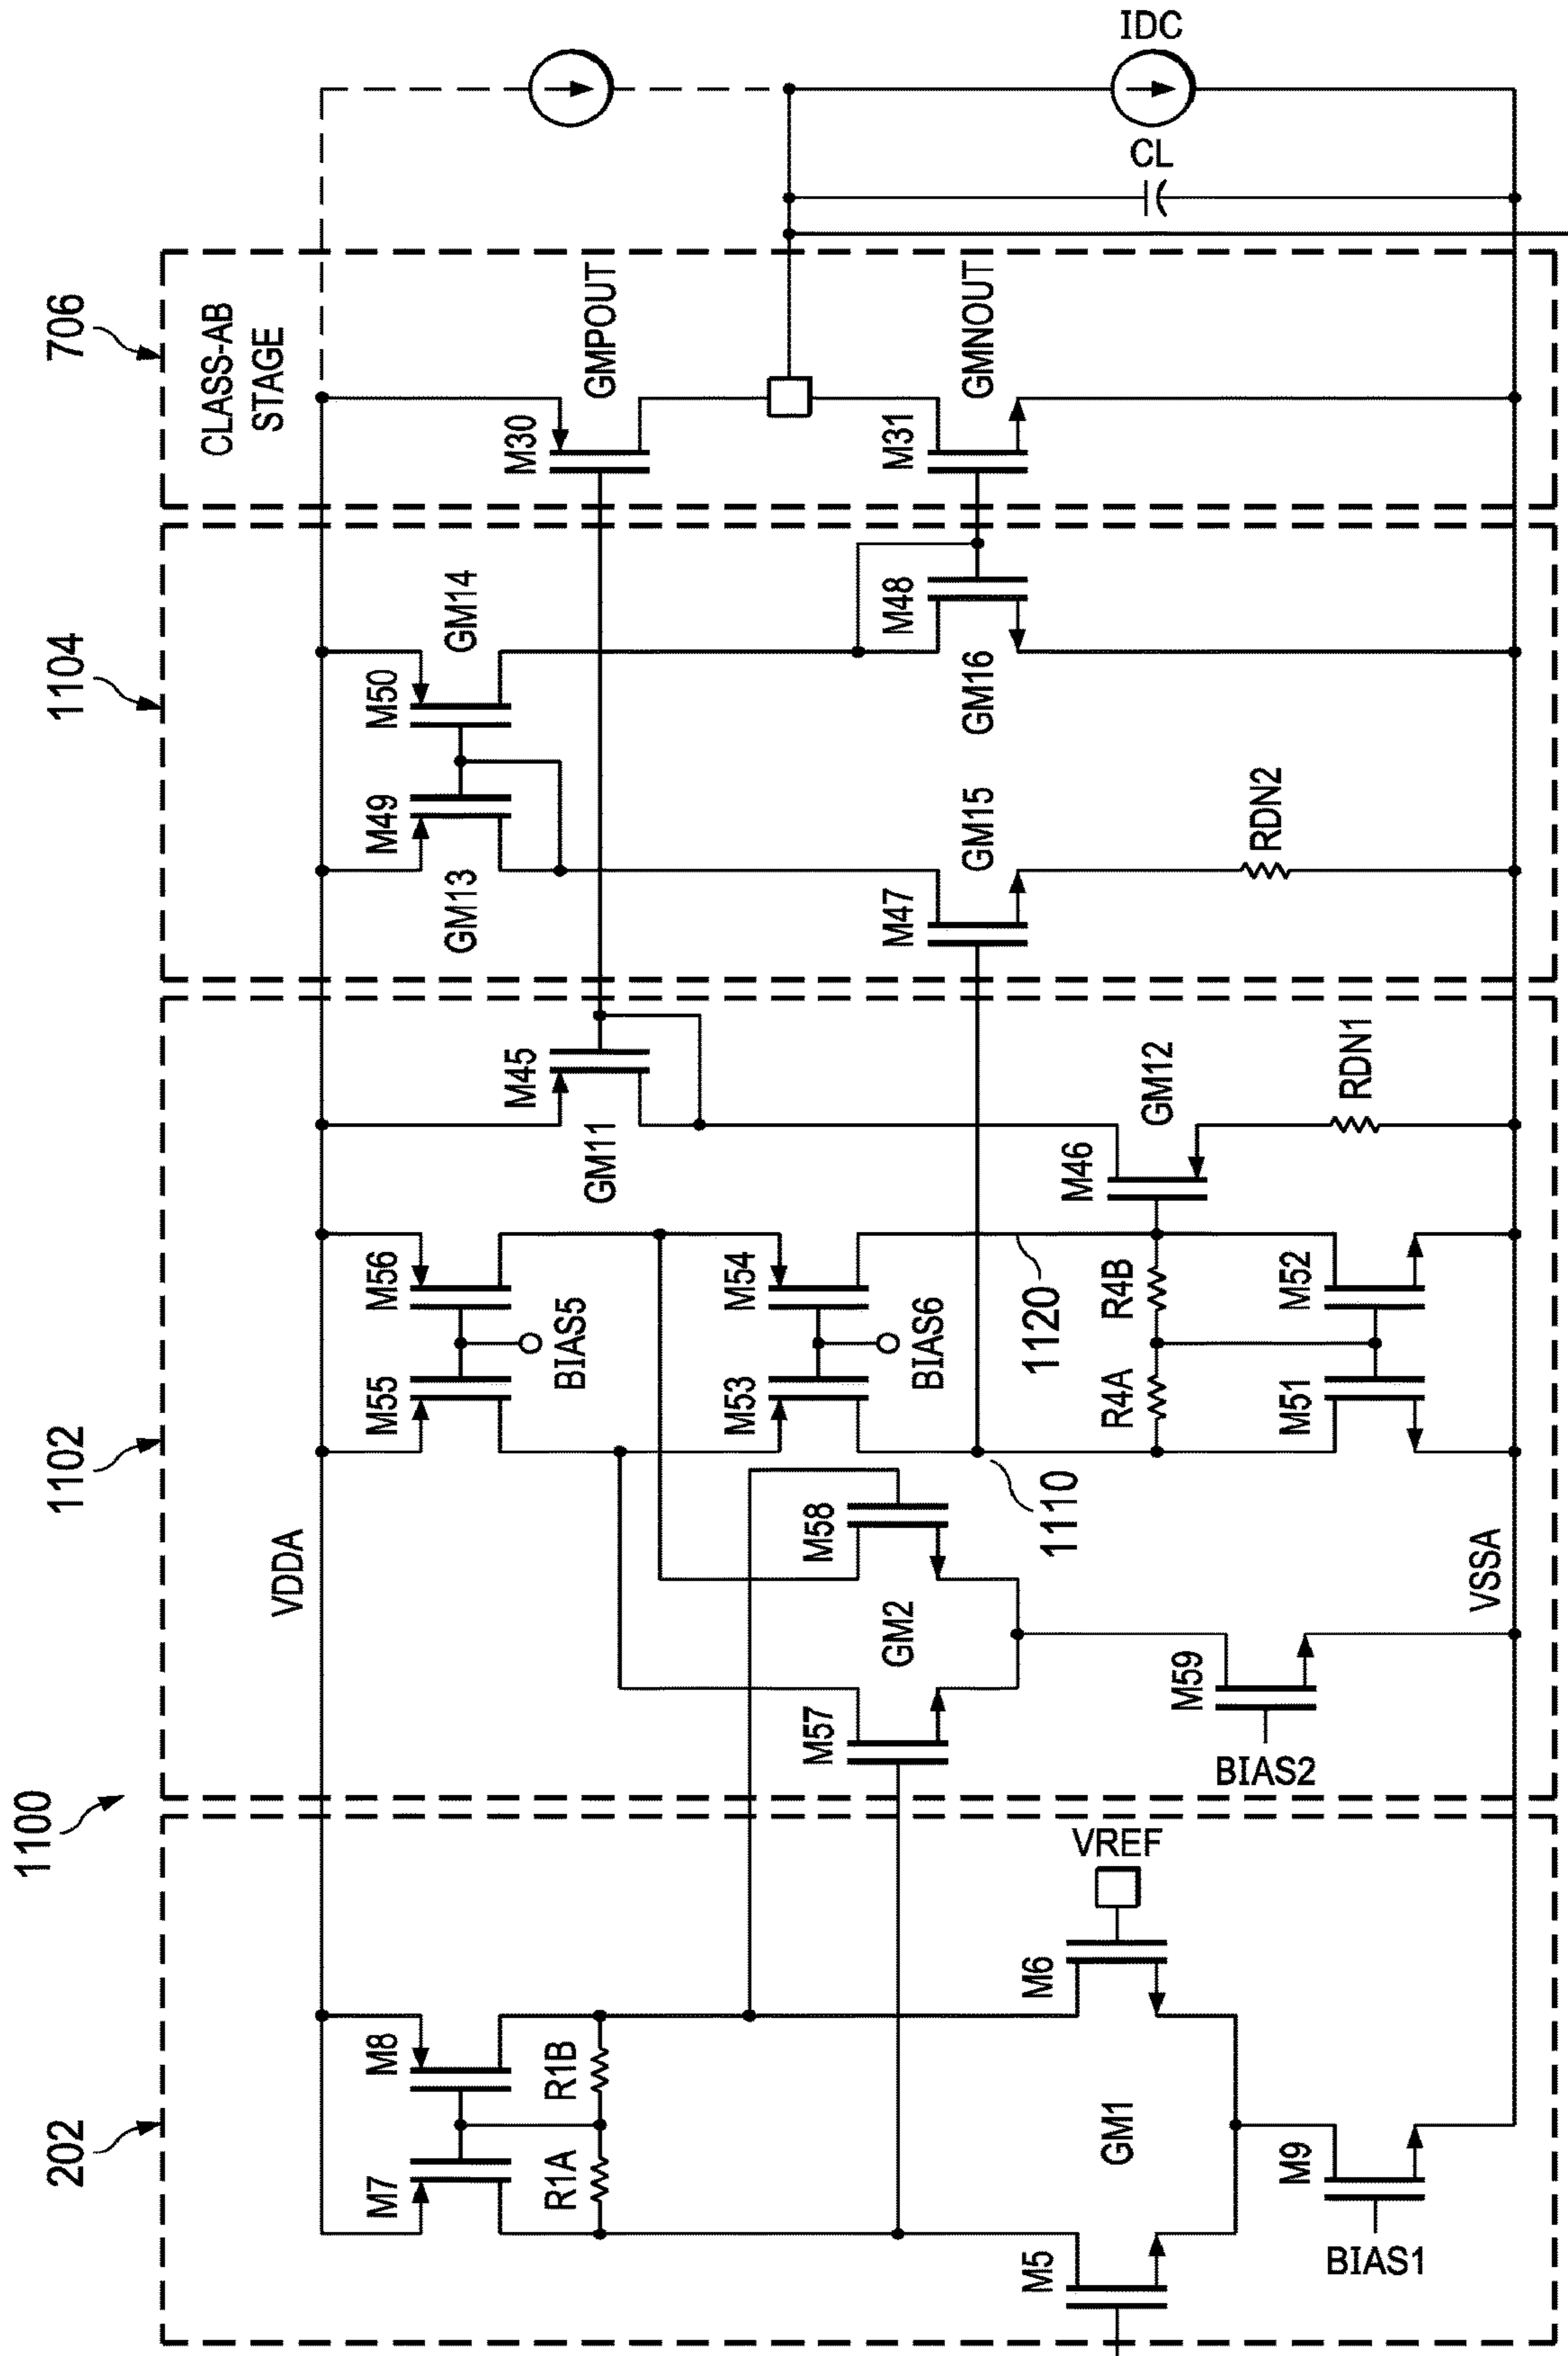 1100
202
1102
1104
706
CLASS-AB
STAGE
VDDA
M7
M8
R1A
R1B
M5
M6
VREF
GM1
M9
BIAS1
M57
M58
GM2
M59
BIAS2
M55
M56
BIAS5
M53
M54
BIAS6
1110
1120
R4A
R4B
M51
M52
VSSA
M45
GM11
M46
GM12
RDN1
M49
M50
GM13
GM14
M47
GM15
RDN2
M48
GM16
M30
GMPOUT
M31
GMNOUT
CL
IDC